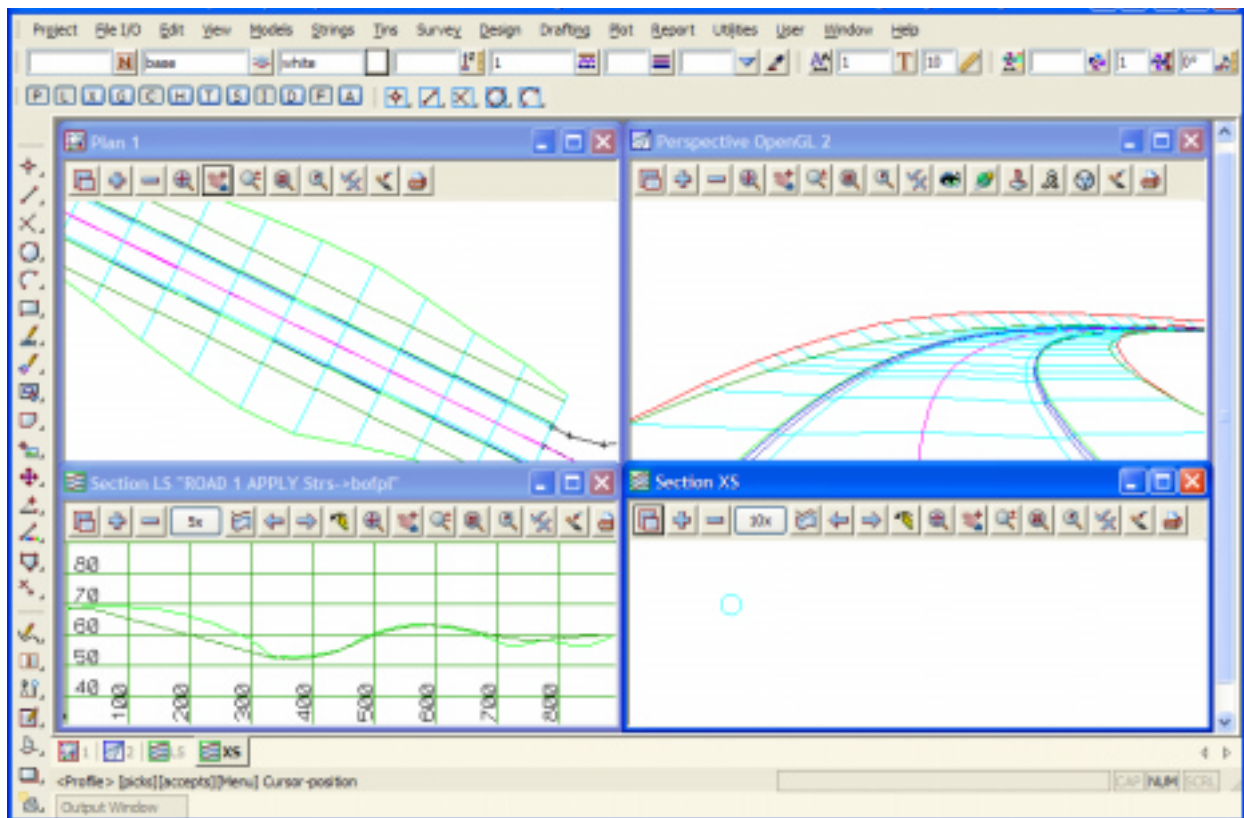 Project File I/O Edit View Models Strings Tins Survey Design Drafting Plot Report Utilities User Window Help
base white 1 1 10 1 0°
P L X G C H T S I D F A
Plan 1
Perspective OpenGL 2
Section LS "ROAD 1 APPLY Strs->bofpl"
5x
80
70
60
50
40
100 200 300 400 500 600 700 800
Section XS
10x
1 2 LS XS
<Profile> [picks][accepts][Menu] Cursor-position
CAP NUM SCRL
Output Window